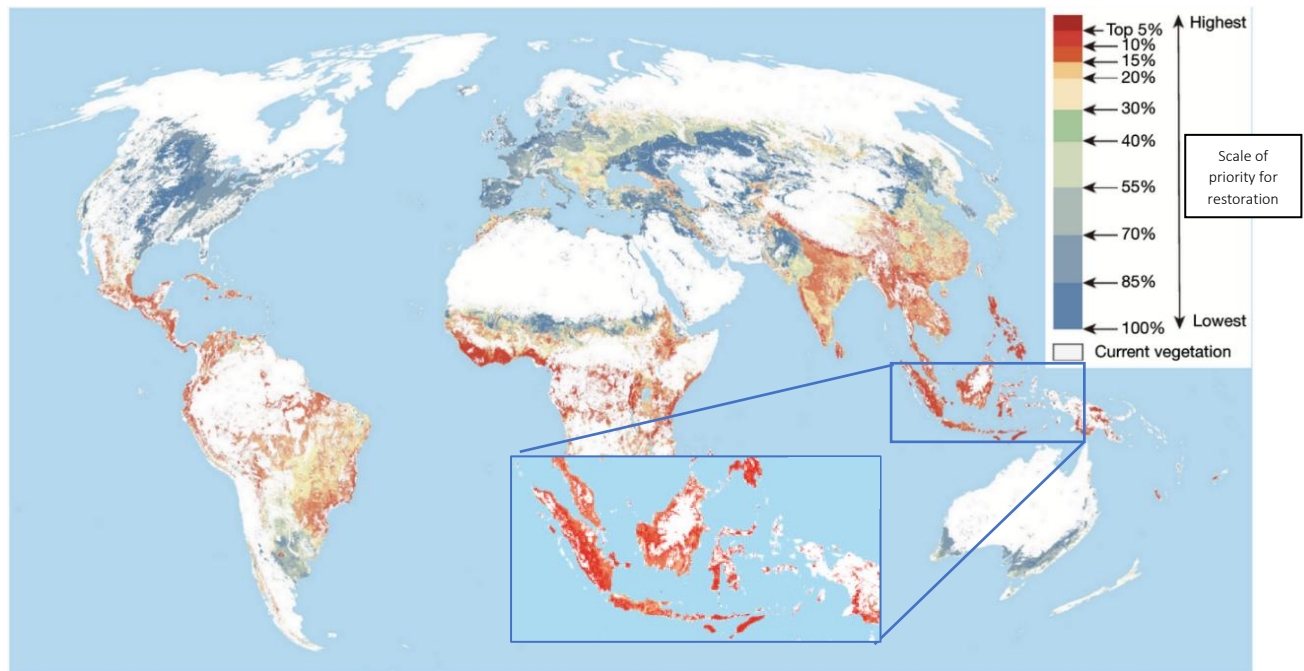 Highest
Top 5%
10%
15%
20%
30%
40%
55%
70%
85%
100%
Lowest
Current vegetation
Scale of
priority for
restoration